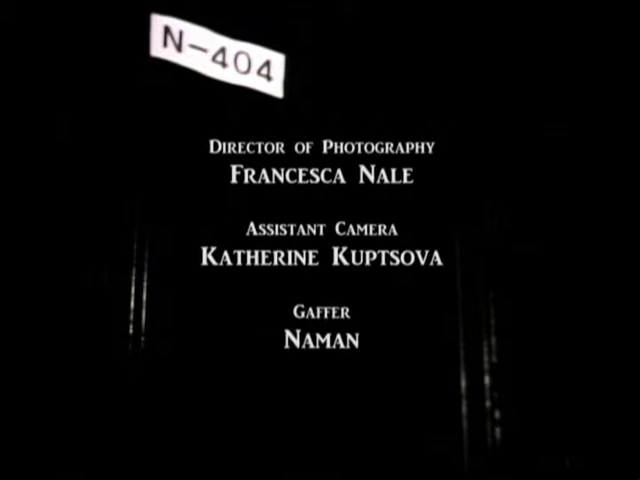 N-404
Director of Photography
Francesca Nale
Assistant Camera
Katherine Kuptsova
Gaffer
Naman